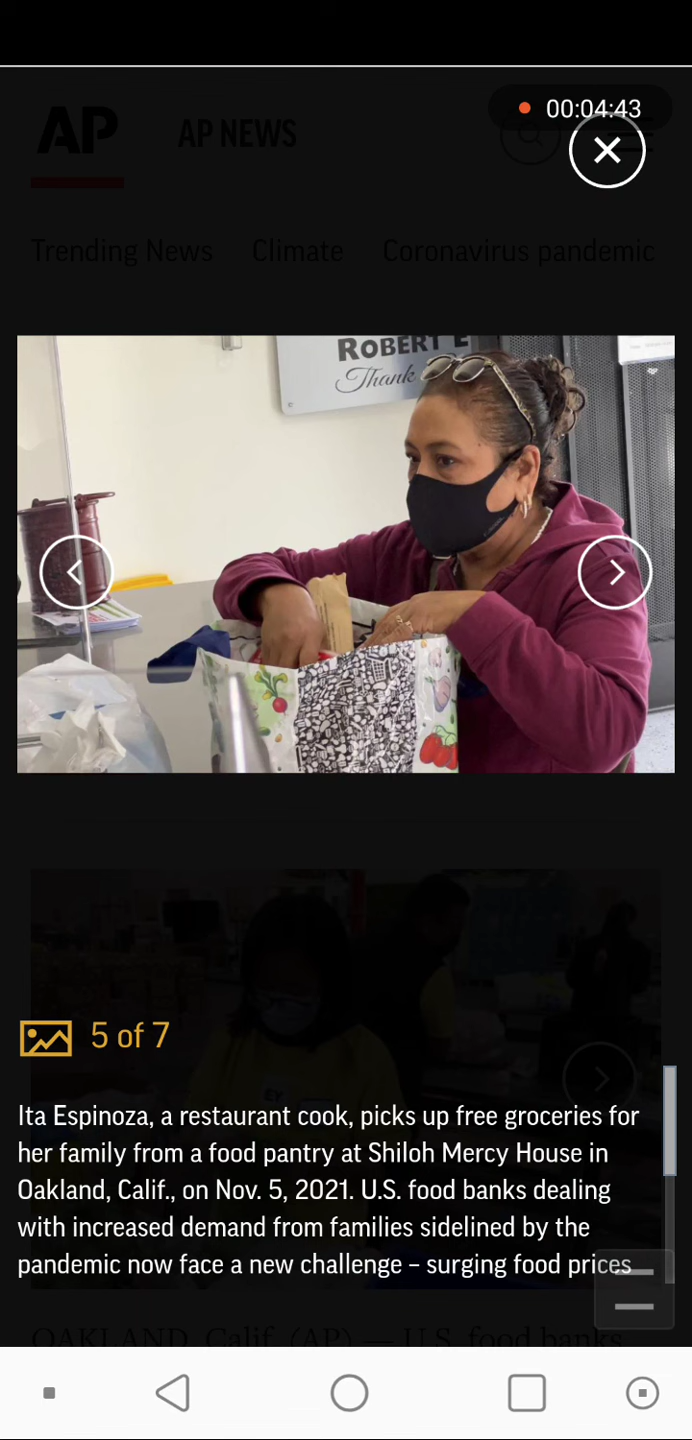 00:04:43
AP AP NEWS
Trending News Climate Coronavirus pandemic
ROBERT E
Thank
EY
5 of 7
Ita Espinoza, a restaurant cook, picks up free groceries for
her family from a food pantry at Shiloh Mercy House in
Oakland, Calif., on Nov. 5, 2021. U.S. food banks dealing
with increased demand from families sidelined by the
pandemic now face a new challenge – surging food prices
OAKLAND, Calif. (AP) — U.S. food banks